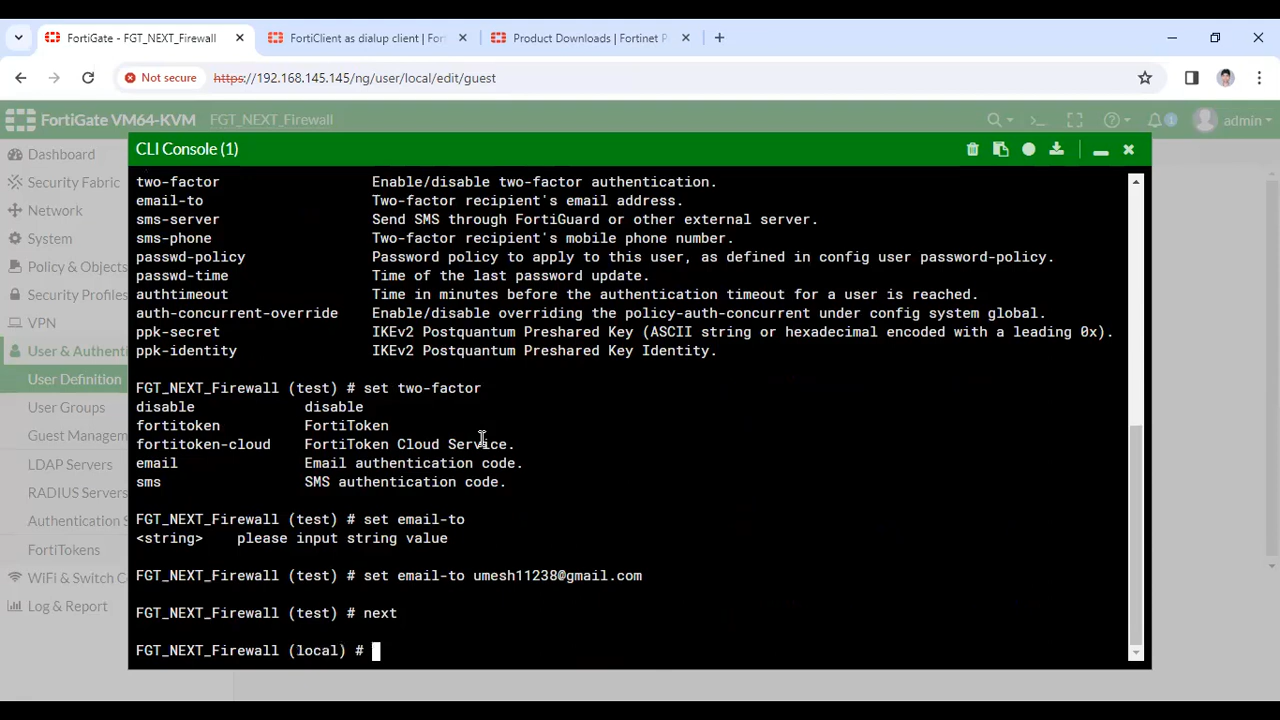 FortiGate - FGT_NEXT_Firewall
FortiClient as dialup client | Fort
Product Downloads | Fortinet P
Not secure
https://192.168.145.145/ng/user/local/edit/guest
FortiGate VM64-KVM
FGT_NEXT_Firewall
1
admin
CLI Console (1)
Dashboard
Security Fabric
Network
System
Policy & Objects
Security Profiles
VPN
User & Authenti
User Definition
User Groups
Guest Managem
LDAP Servers
RADIUS Servers
Authentication S
FortiTokens
WiFi & Switch Co
Log & Report
two-factor Enable/disable two-factor authentication.
email-to Two-factor recipient's email address.
sms-server Send SMS through FortiGuard or other external server.
sms-phone Two-factor recipient's mobile phone number.
passwd-policy Password policy to apply to this user, as defined in config user password-policy.
passwd-time Time of the last password update.
authtimeout Time in minutes before the authentication timeout for a user is reached.
auth-concurrent-override Enable/disable overriding the policy-auth-concurrent under config system global.
ppk-secret IKEv2 Postquantum Preshared Key (ASCII string or hexadecimal encoded with a leading 0x).
ppk-identity IKEv2 Postquantum Preshared Key Identity.
FGT_NEXT_Firewall (test) # set two-factor
disable disable
fortitoken FortiToken
fortitoken-cloud FortiToken Cloud Service.
email Email authentication code.
sms SMS authentication code.
FGT_NEXT_Firewall (test) # set email-to
<string> please input string value
FGT_NEXT_Firewall (test) # set email-to umesh11238@gmail.com
FGT_NEXT_Firewall (test) # next
FGT_NEXT_Firewall (local) #